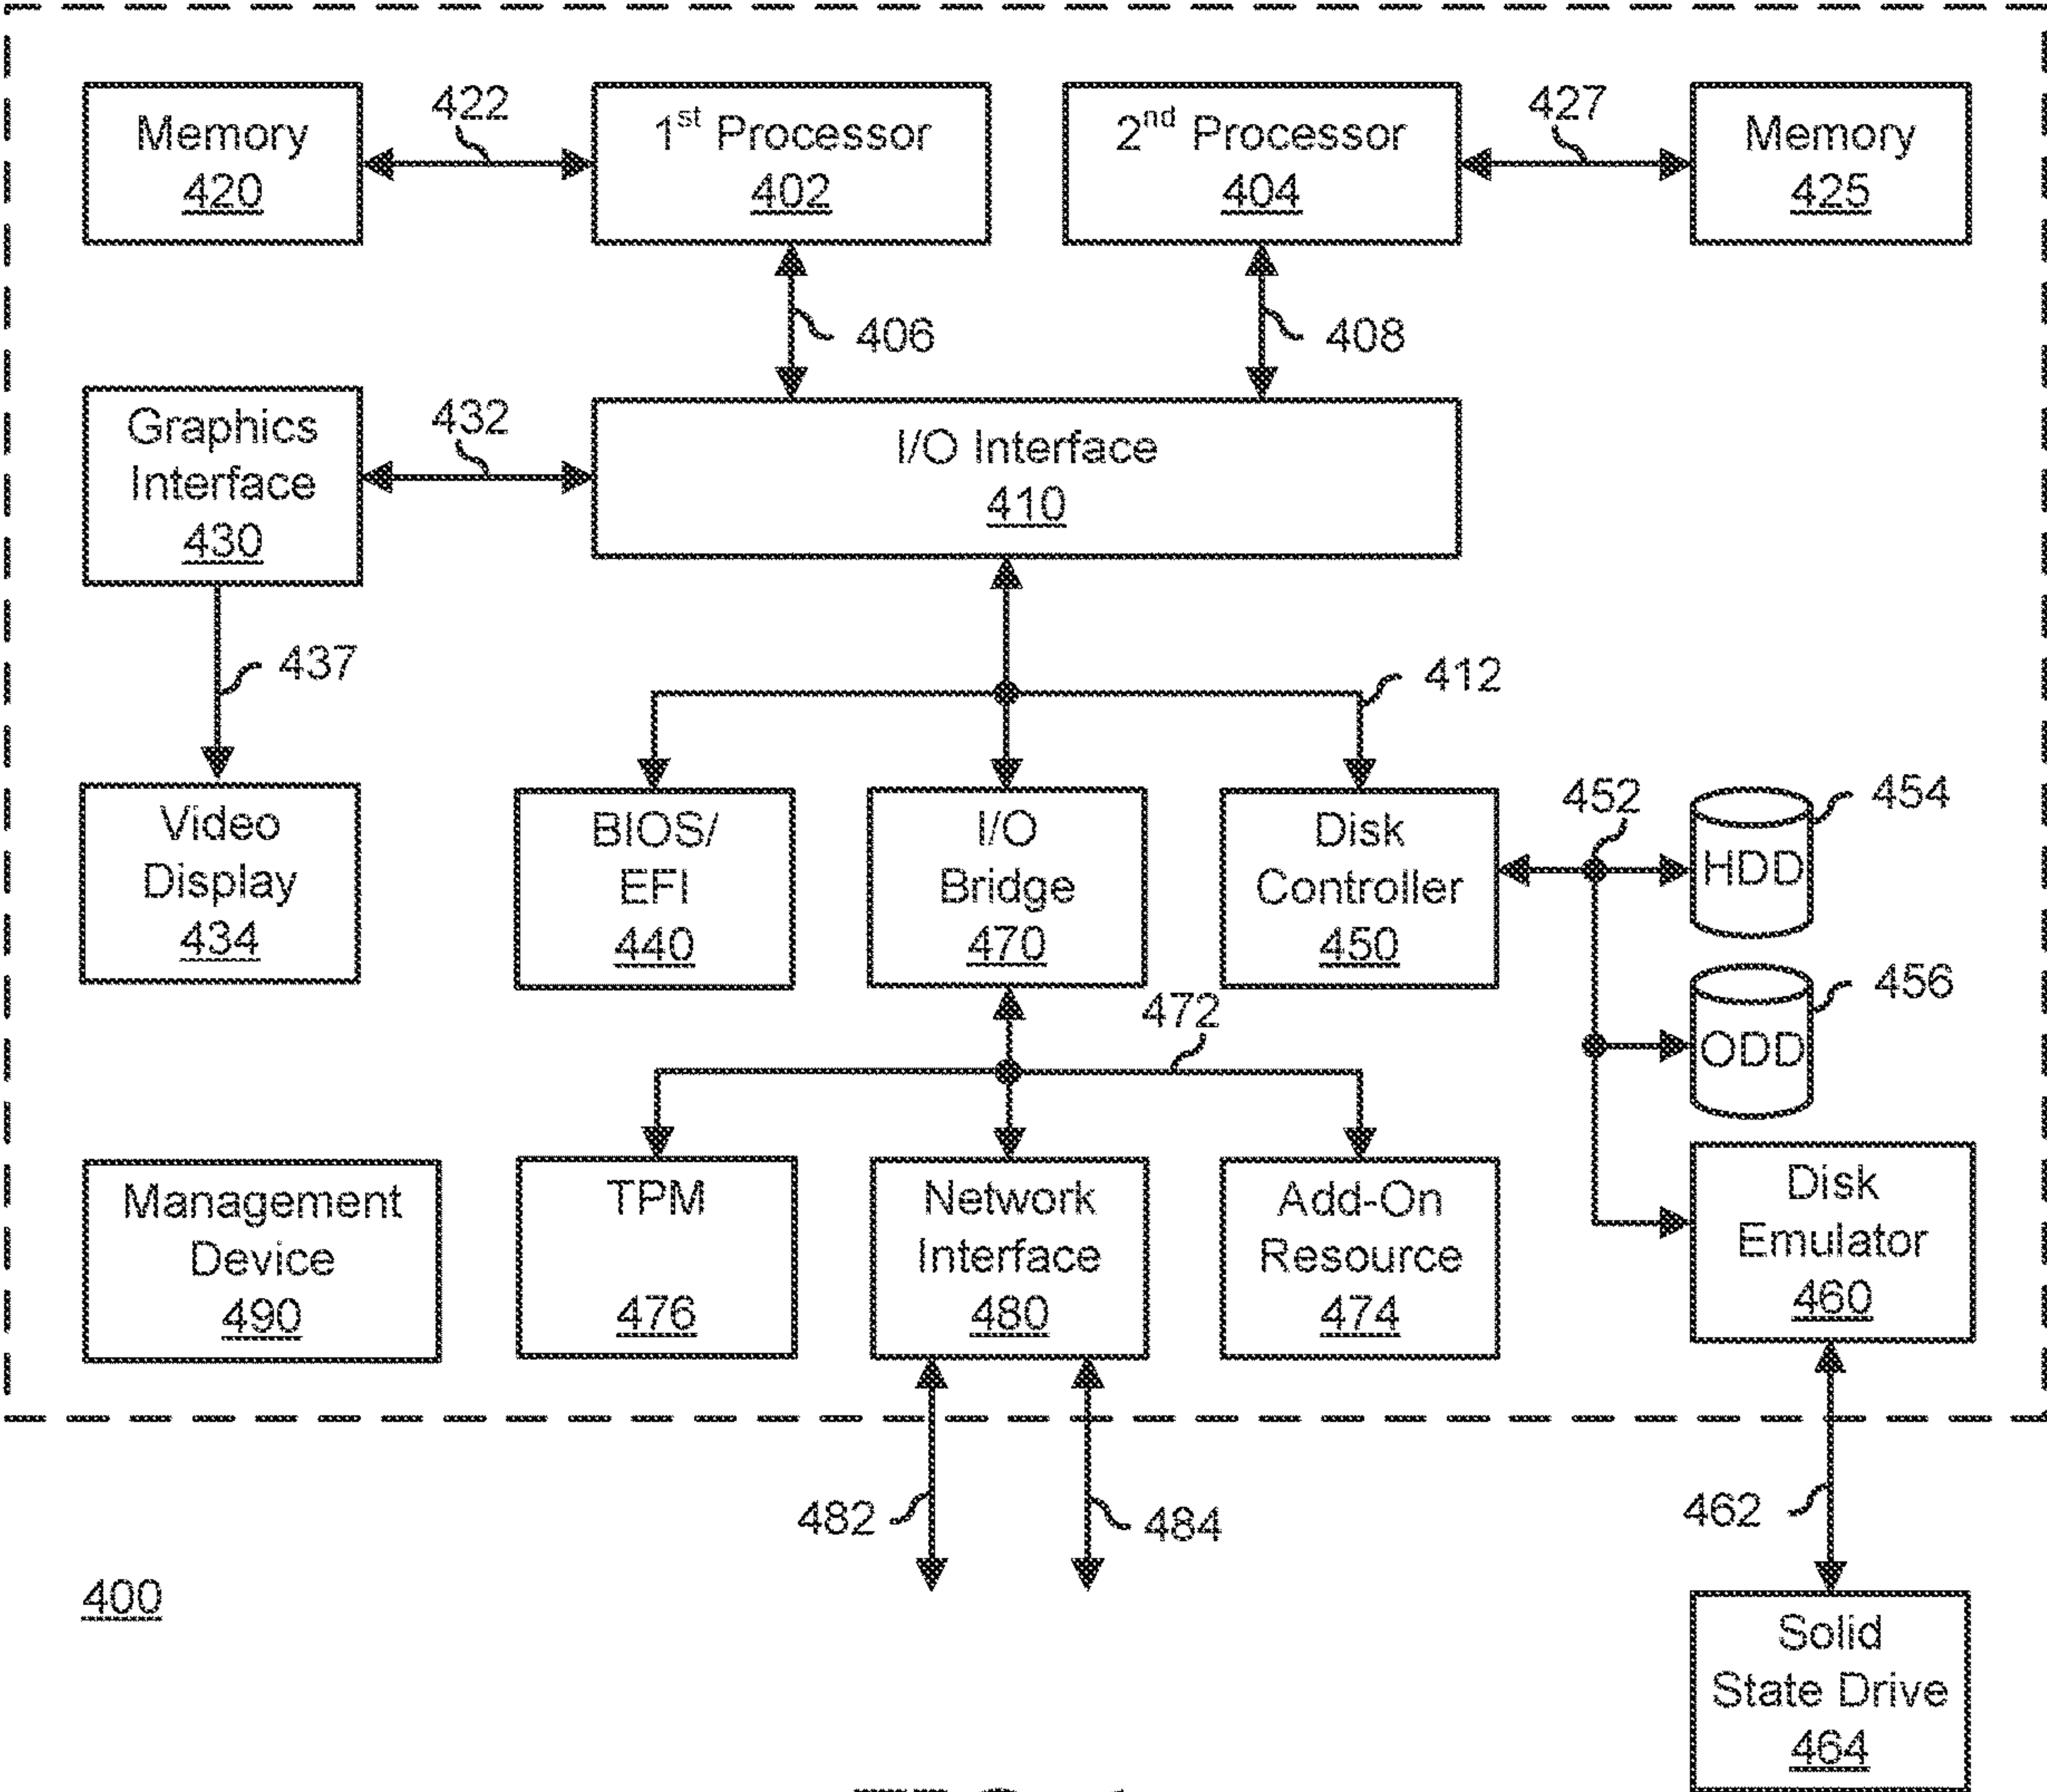 Memory
420
422
1st Processor
402
2nd Processor
404
427
Memory
425
406
408
Graphics
Interface
430
432
I/O Interface
410
437
412
Video
Display
434
BIOS/
EFI
440
I/O
Bridge
470
Disk
Controller
450
452
454
HDD
456
ODD
472
Management
Device
490
TPM
476
Network
Interface
480
Add-On
Resource
474
Disk
Emulator
460
482
484
462
400
Solid
State Drive
464